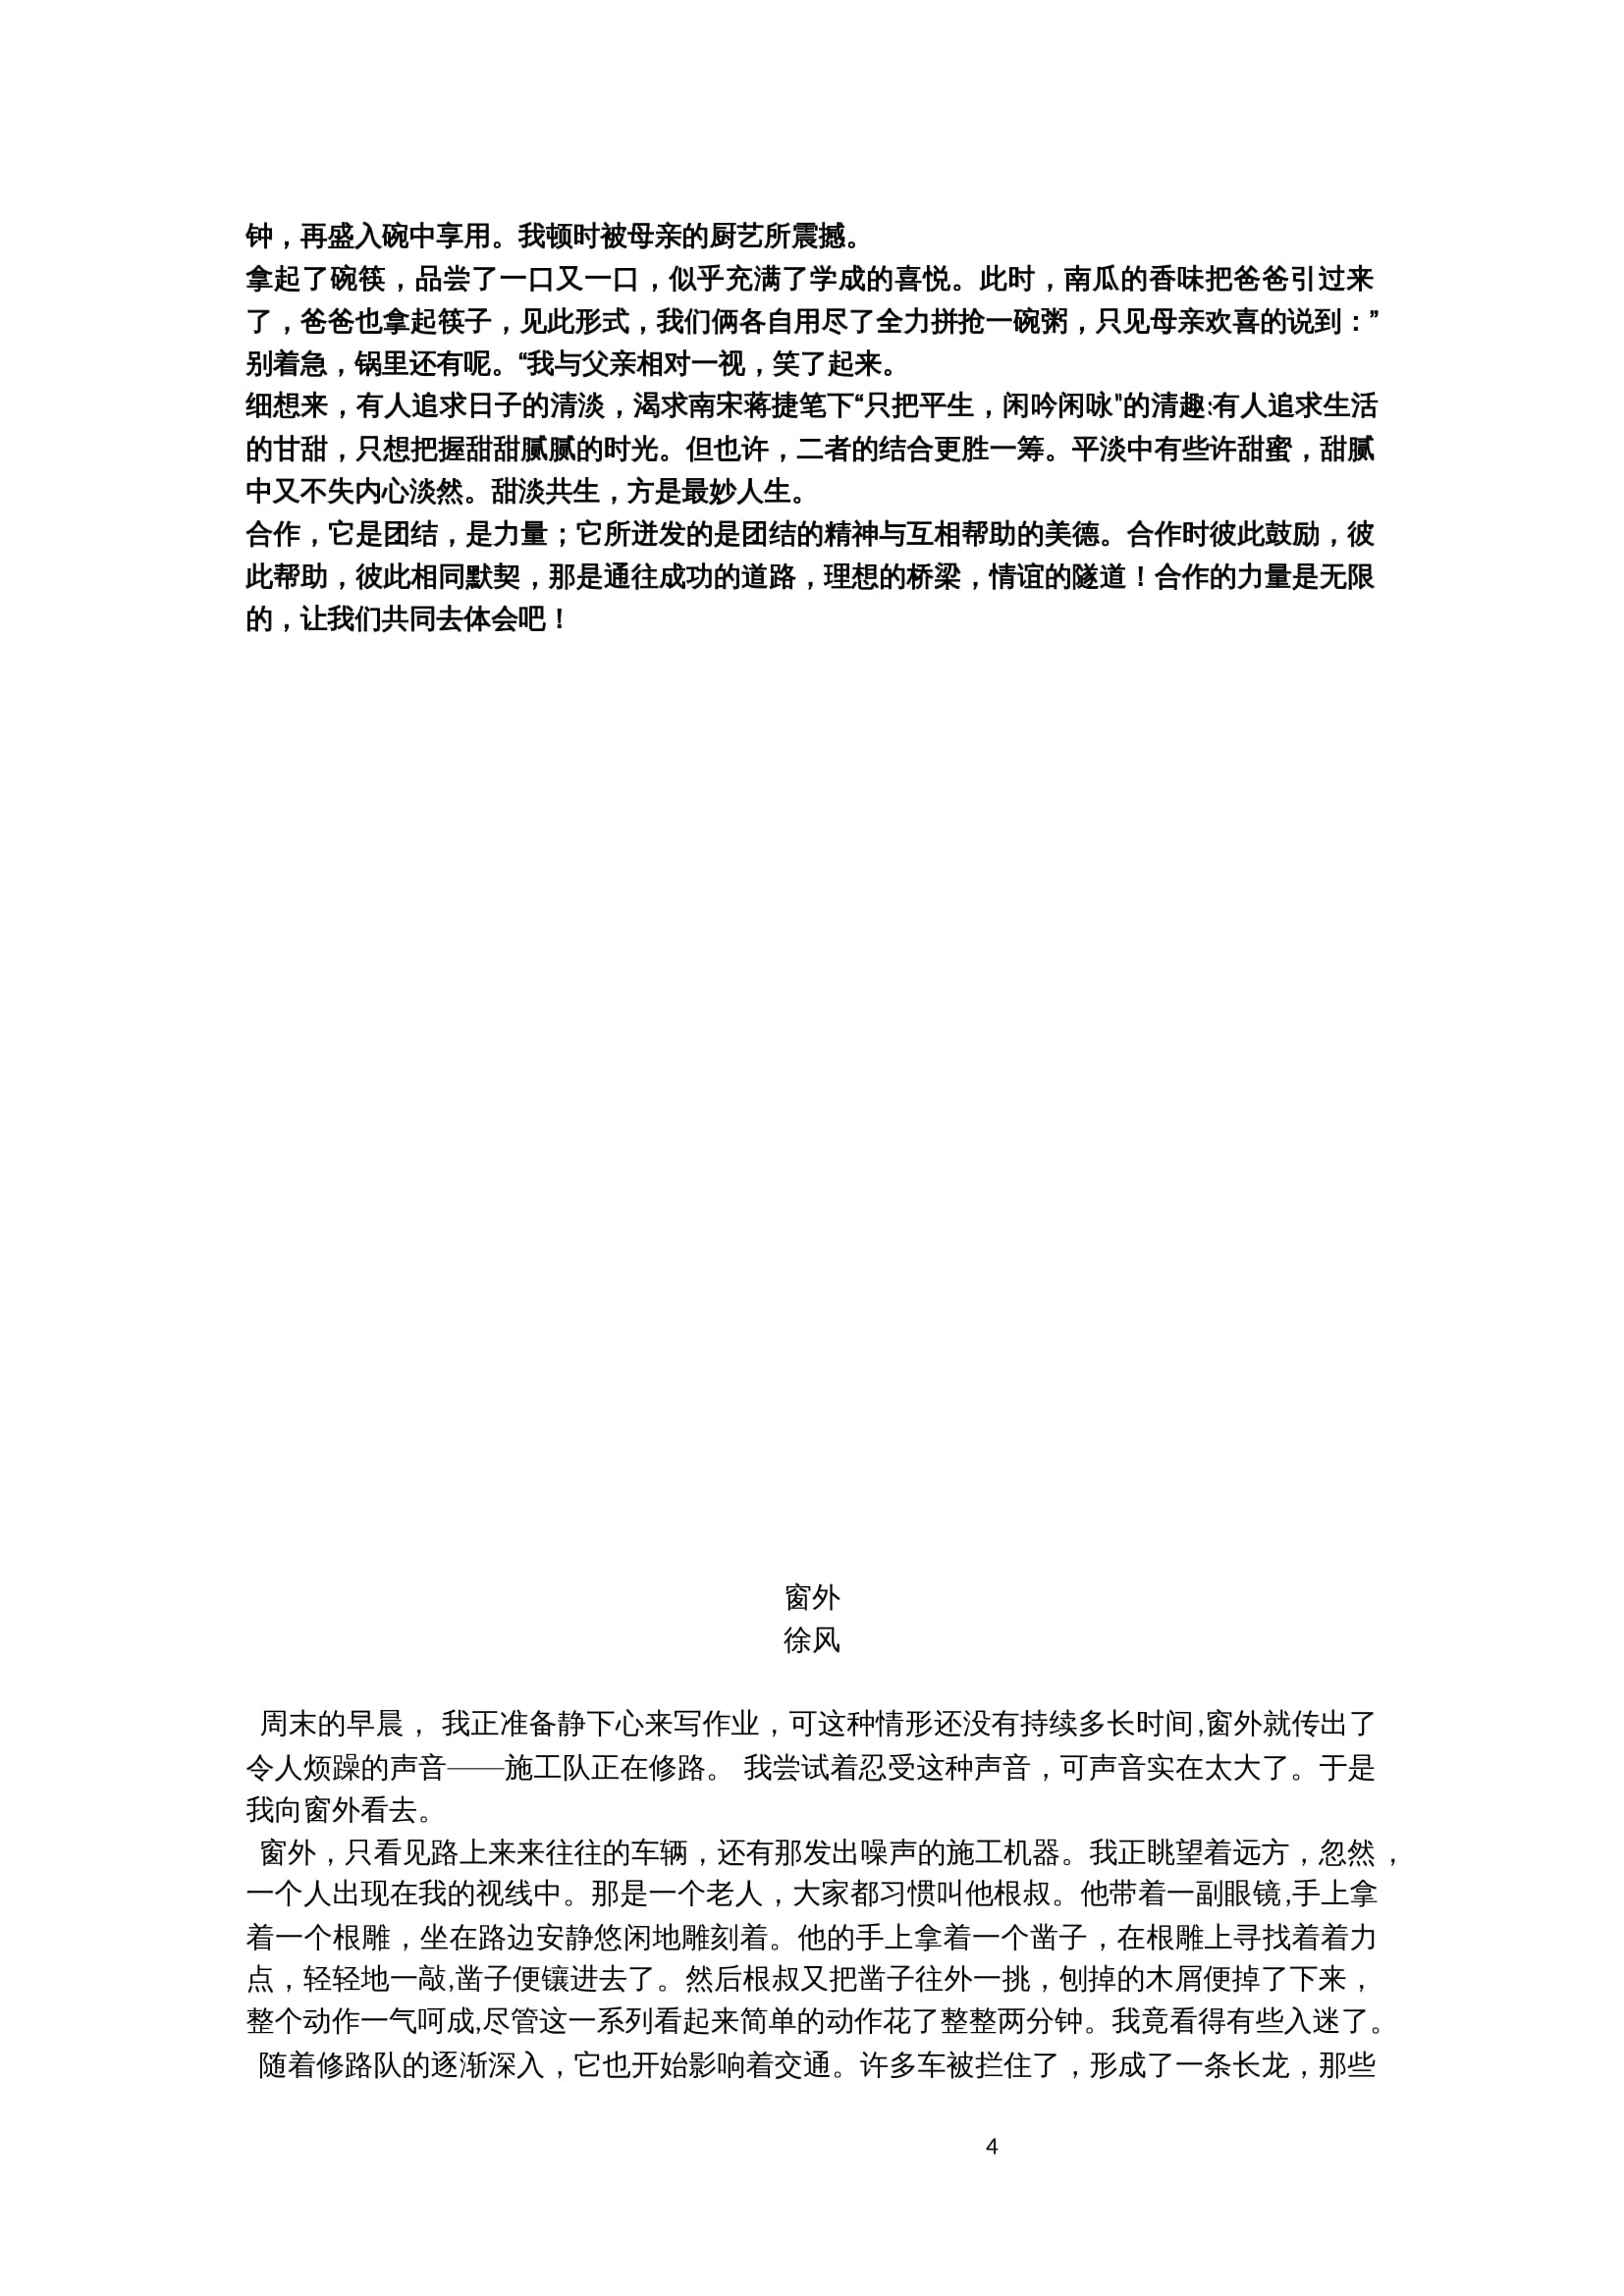 钟，再盛入碗中享用。我顿时被母亲的厨艺所震撼。
拿起了碗筷，品尝了一口又一口，似乎充满了学成的喜悦。此时，南瓜的香味把爸爸引过来
了，爸爸也拿起筷子，见此形式，我们俩各自用尽了全力拼抢一碗粥，只见母亲欢喜的说到：”
别着急，锅里还有呢。“我与父亲相对一视，笑了起来。
细想来，有人追求日子的清淡，渴求南宋蒋捷笔下“只把平生，闲吟闲咏"的清趣;有人追求生活
的甘甜，只想把握甜甜腻腻的时光。但也许，二者的结合更胜一筹。平淡中有些许甜蜜，甜腻
中又不失内心淡然。甜淡共生，方是最妙人生。
合作，它是团结，是力量；它所迸发的是团结的精神与互相帮助的美德。合作时彼此鼓励，彼
此帮助，彼此相同默契，那是通往成功的道路，理想的桥梁，情谊的隧道！合作的力量是无限
的，让我们共同去体会吧！
窗外
徐风
周末的早晨， 我正准备静下心来写作业，可这种情形还没有持续多长时间,窗外就传出了
令人烦躁的声音——施工队正在修路。 我尝试着忍受这种声音，可声音实在太大了。于是
我向窗外看去。
窗外，只看见路上来来往往的车辆，还有那发出噪声的施工机器。我正眺望着远方，忽然，
一个人出现在我的视线中。那是一个老人，大家都习惯叫他根叔。他带着一副眼镜,手上拿
着一个根雕，坐在路边安静悠闲地雕刻着。他的手上拿着一个凿子，在根雕上寻找着着力
点，轻轻地一敲,凿子便镶进去了。然后根叔又把凿子往外一挑，刨掉的木屑便掉了下来，
整个动作一气呵成,尽管这一系列看起来简单的动作花了整整两分钟。我竟看得有些入迷了。
随着修路队的逐渐深入，它也开始影响着交通。许多车被拦住了，形成了一条长龙，那些
4